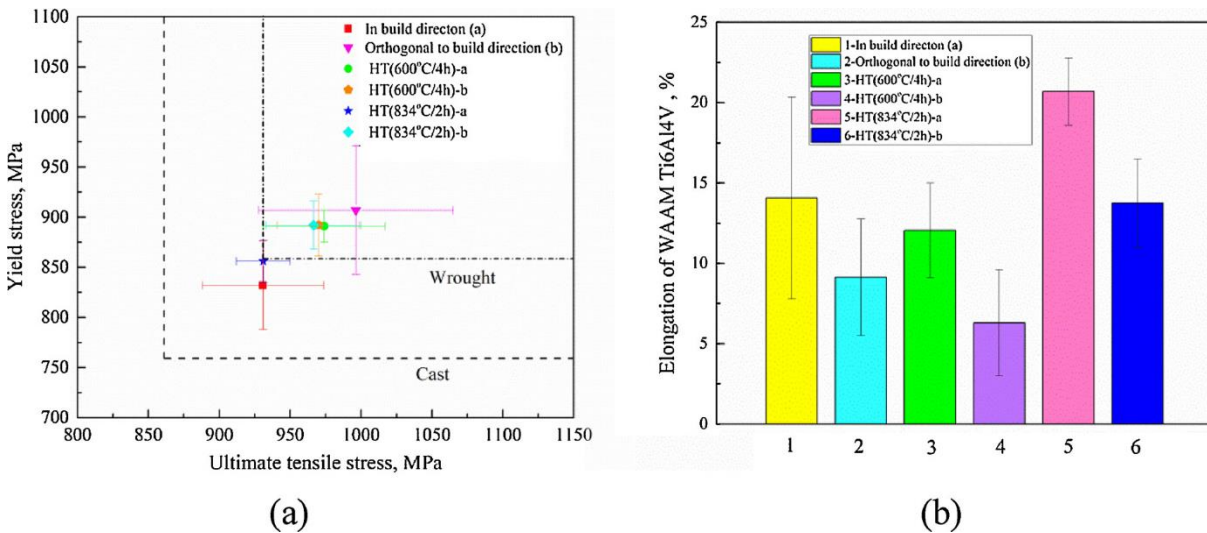 1100
1050
1000
950
900
850
800
750
700
Yield stress, MPa
In build directon (a)
Orthogonal to build direction (b)
HT(600°C/4h)-a
HT(600°C/4h)-b
HT(834°C/2h)-a
HT(834°C/2h)-b
Wrought
Cast
800 850 900 950 1000 1050 1100 1150
Ultimate tensile stress, MPa
(a)
25
20
15
10
5
0
Elongation of WAAM Ti6Al4V , %
1-In build directon (a)
2-Orthogonal to build direction (b)
3-HT(600°C/4h)-a
4-HT(600°C/4h)-b
5-HT(834°C/2h)-a
6-HT(834°C/2h)-b
1 2 3 4 5 6
(b)